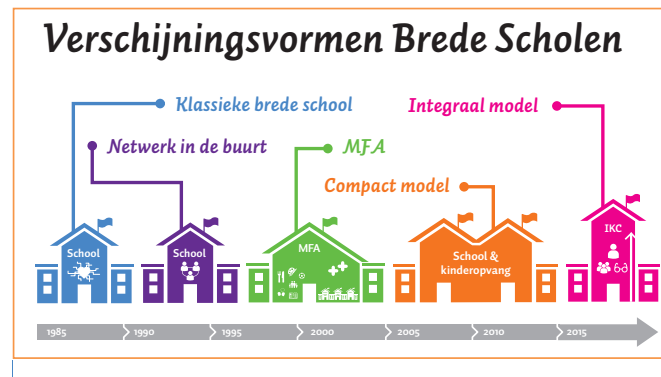 Verschijningsvormen Brede Scholen
Klassieke brede school
Integraal model
Netwerk in de buurt
MFA
Compact model
School
School
MFA
School &
kinderopvang
IKC
1985
1990
1995
2000
2005
2010
2015